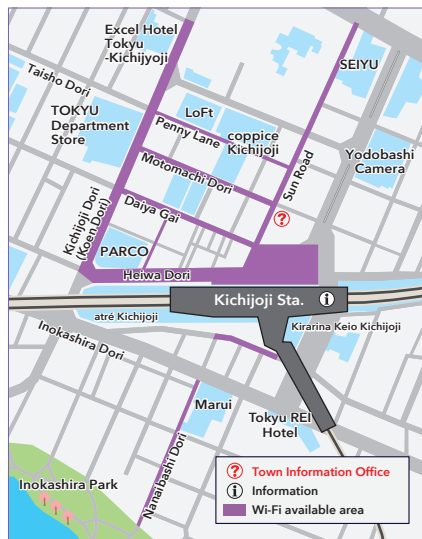 Excel Hotel
Tokyu
-Kichijyoji
SEIYU
Taisho Dori
LoFt
TOKYU
Department
Store
Penny Lane
coppice
Kichijoji
Yodobashi
Camera
Motomachi Dori
Sun Road
Daiya Gai
Kichijoji Dori
(Koen Dori)
?
PARCO
Heiwa Dori
Kichijoji Sta.
i
atré Kichijoji
Kirarina Keio Kichijoji
Inokashira Dori
Marui
Tokyu REI
Hotel
Nanaibashi Dori
Inokashira Park
? Town Information Office
i Information
Wi-Fi available area